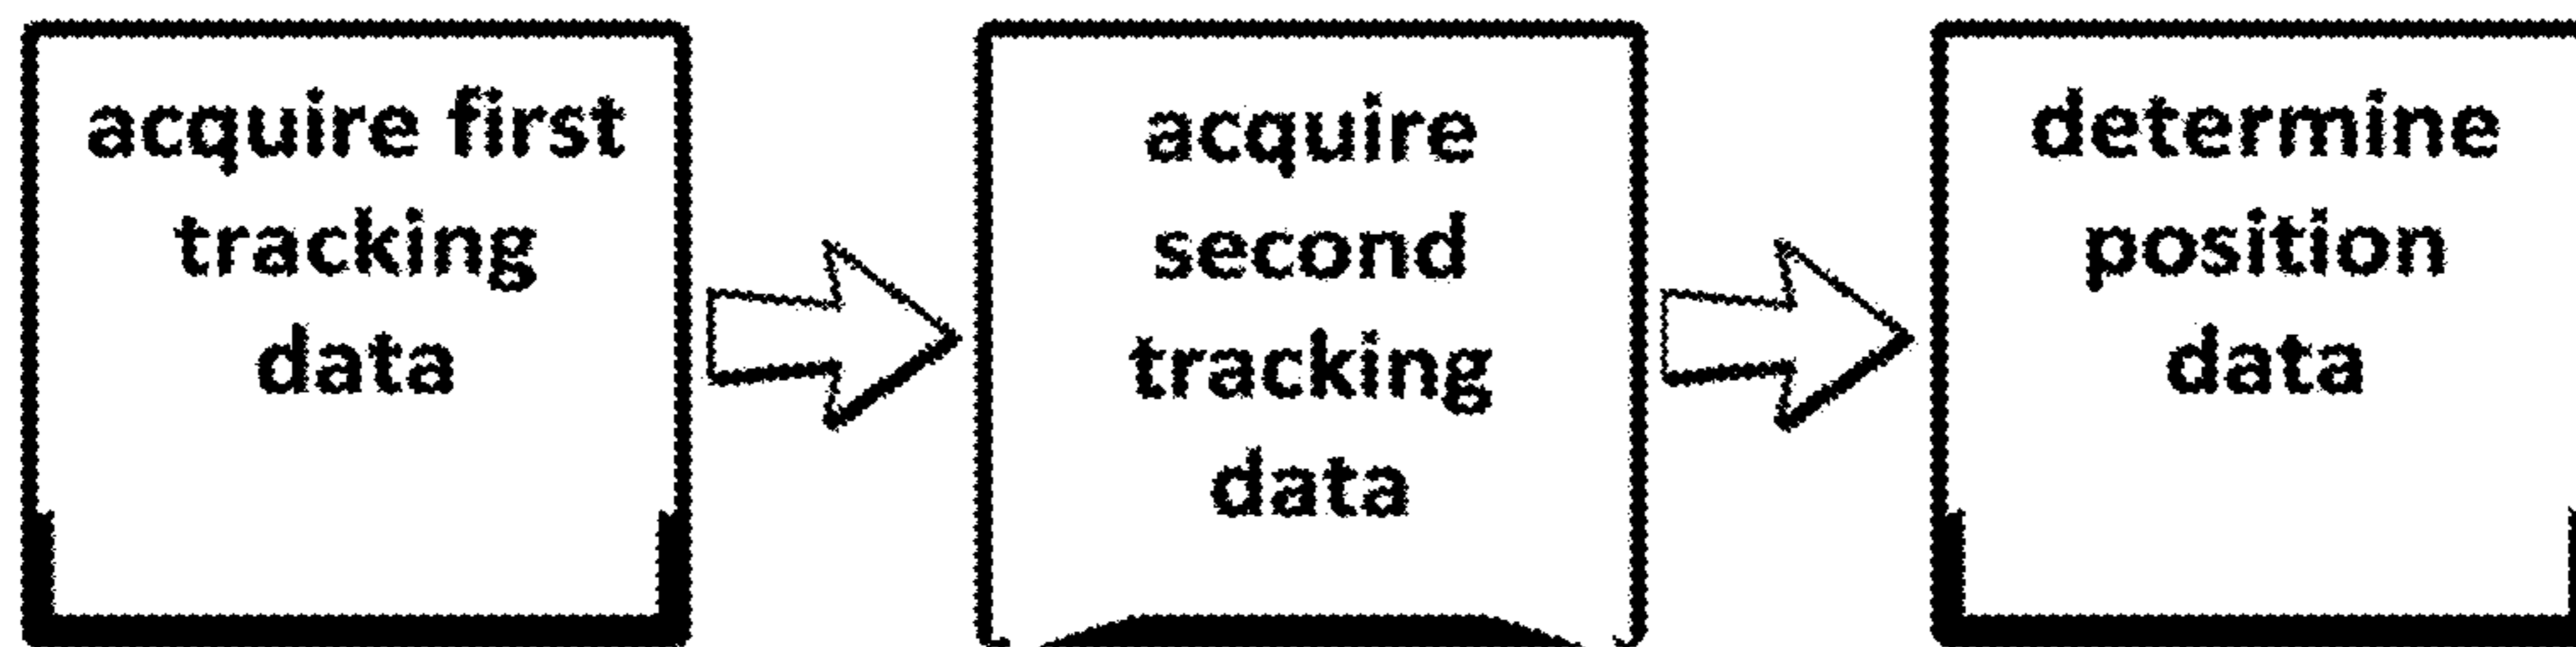 acquire first
tracking
data
acquire
second
tracking
data
determine
position
data